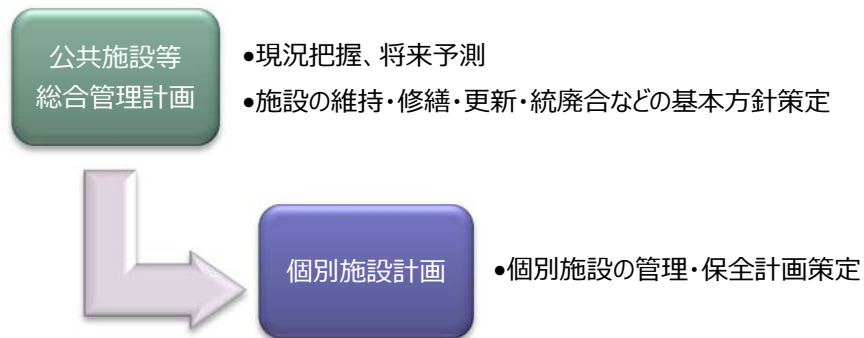 公共施設等
総合管理計画
•現況把握、将来予測
•施設の維持・修繕・更新・統廃合などの基本方針策定
個別施設計画
•個別施設の管理・保全計画策定